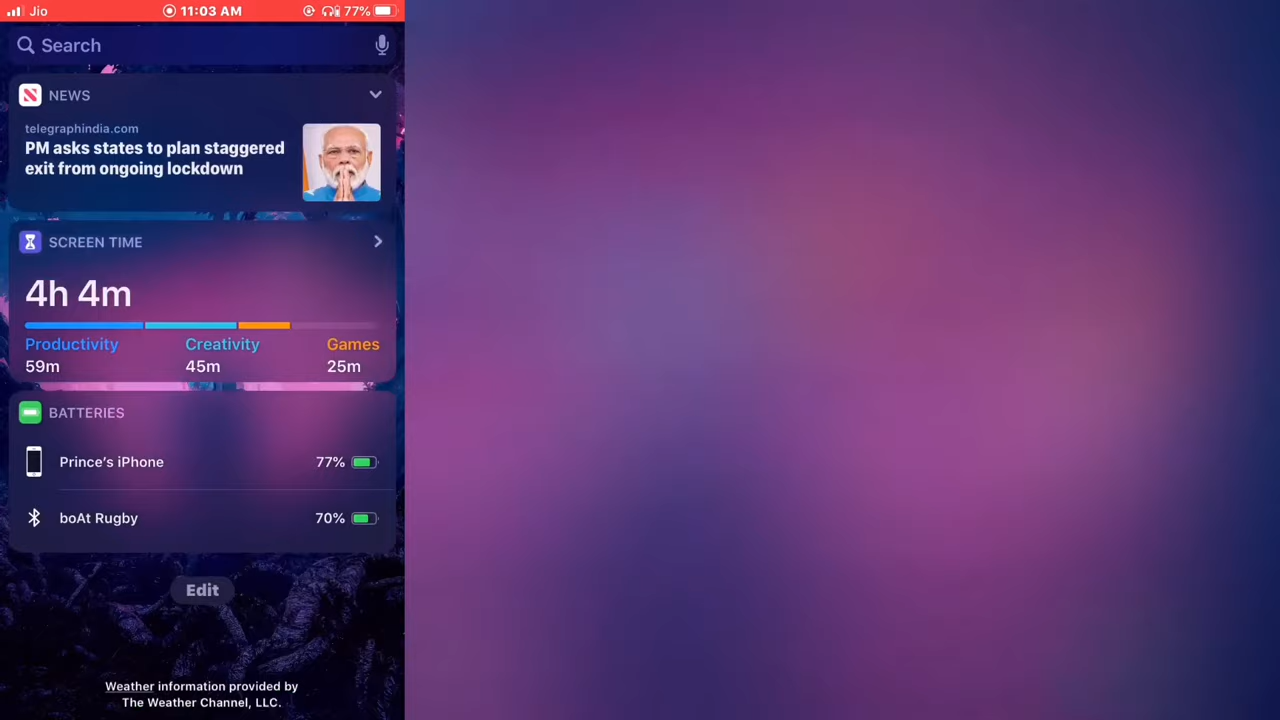 Jio 11:03 AM 77%
Search
NEWS
telegraphindia.com
PM asks states to plan staggered
exit from ongoing lockdown
SCREEN TIME
4h 4m
Productivity Creativity Games
59m 45m 25m
BATTERIES
Prince's iPhone 77%
boAt Rugby 70%
Edit
Weather information provided by
The Weather Channel, LLC.